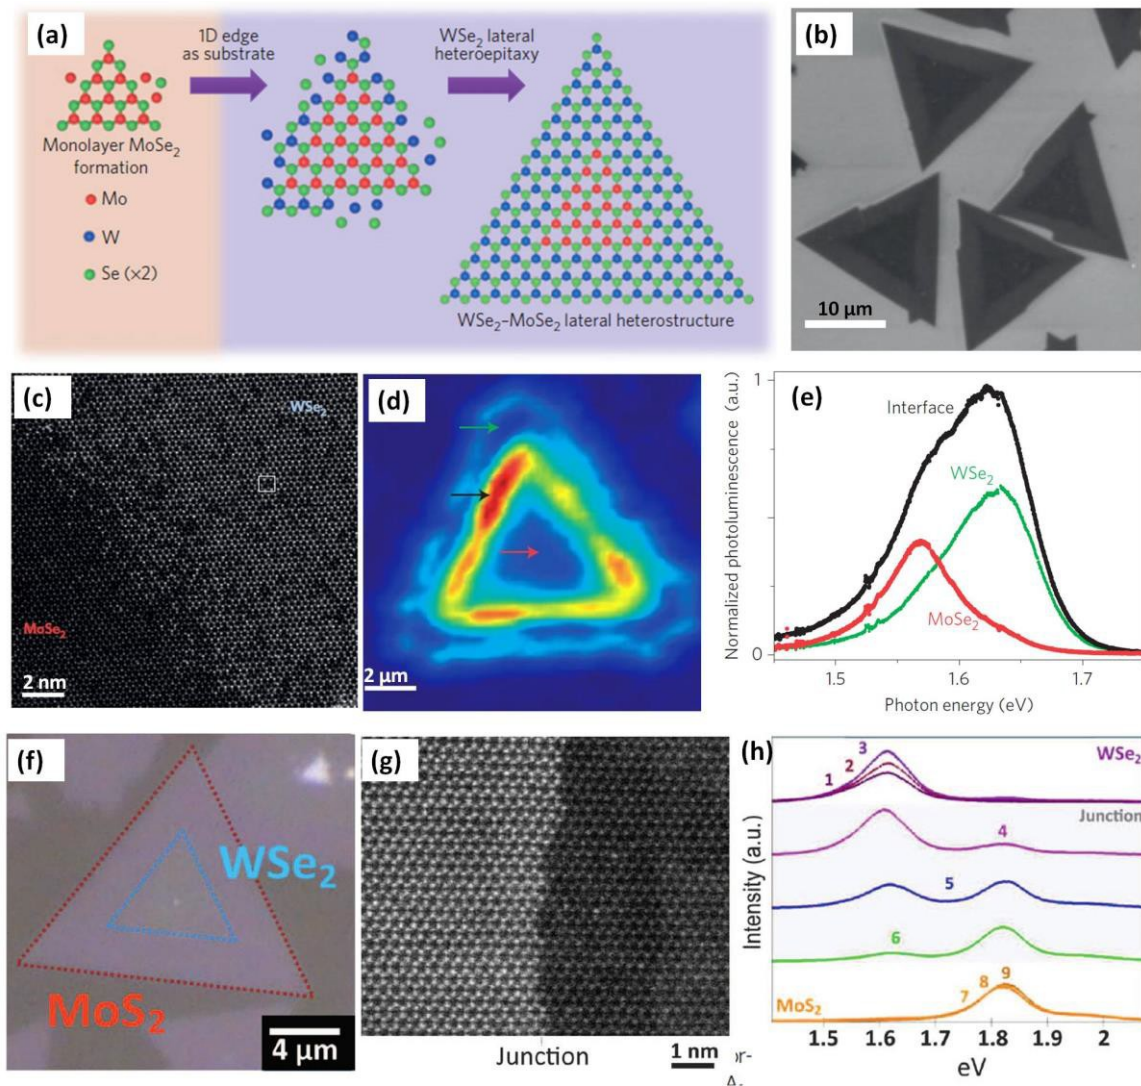 (a)
1D edge
as substrate
WSe₂ lateral
heteroepitaxy
Monolayer MoSe₂
formation
Mo
W
Se (×2)
WSe₂–MoSe₂ lateral heterostructure
(b)
10 µm
(c)
WSe₂
MoSe₂
2 nm
(d)
2 µm
(e)
Normalized photoluminescence (a.u.)
1
0
Interface
WSe₂
MoSe₂
1.5 1.6 1.7
Photon energy (eV)
(f)
WSe₂
MoS₂
4 µm
(g)
Junction
1 nm
or-
A.
(h)
Intensity (a.u.)
WSe₂
1 2 3
Junction
4
5
6
MoS₂
7 8 9
1.5 1.6 1.7 1.8 1.9 2
eV